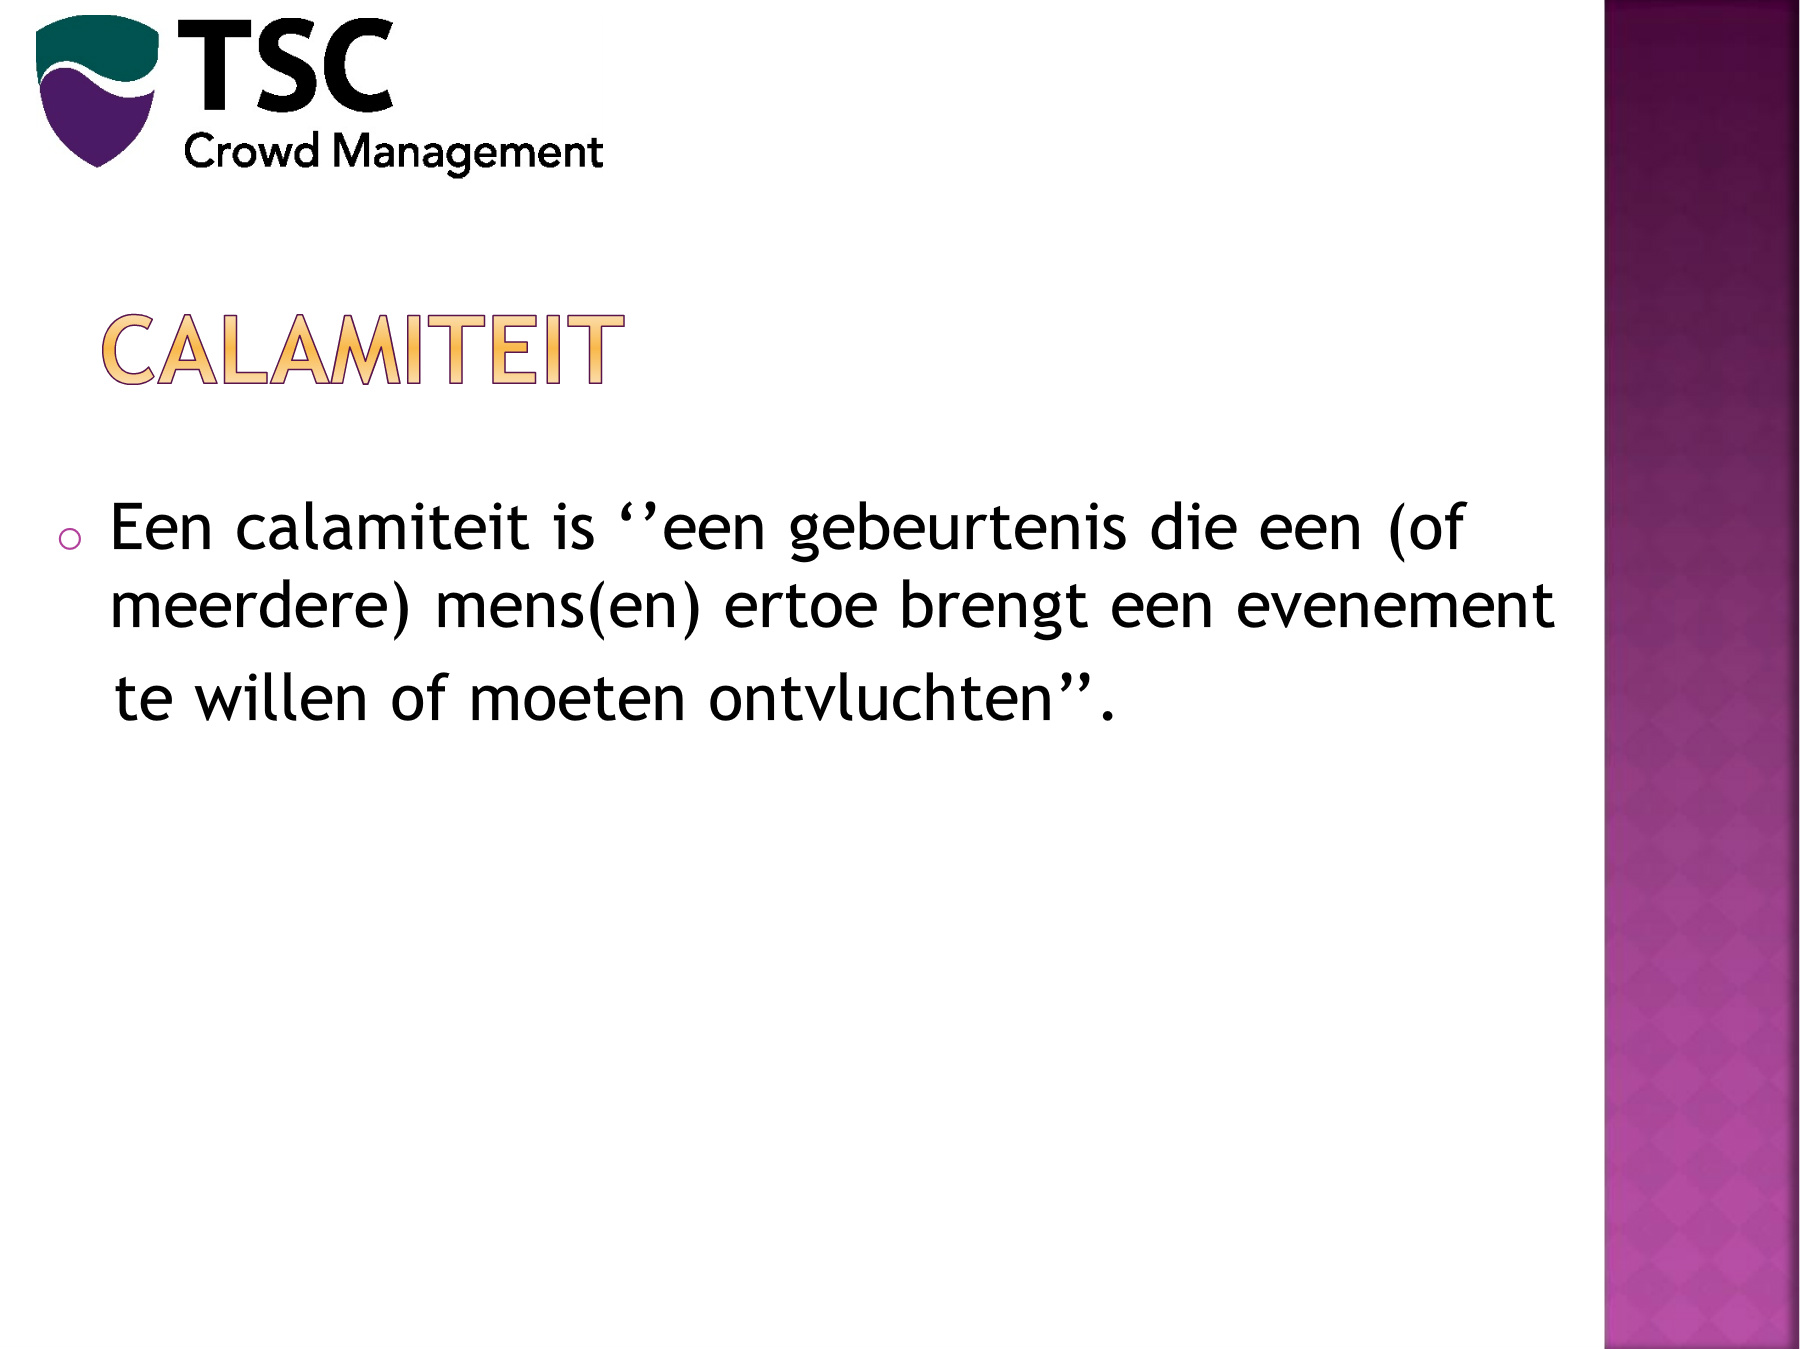 TSC
Crowd Management
CALAMITEIT
o Een calamiteit is ‘’een gebeurtenis die een (of
meerdere) mens(en) ertoe brengt een evenement
te willen of moeten ontvluchten’’.